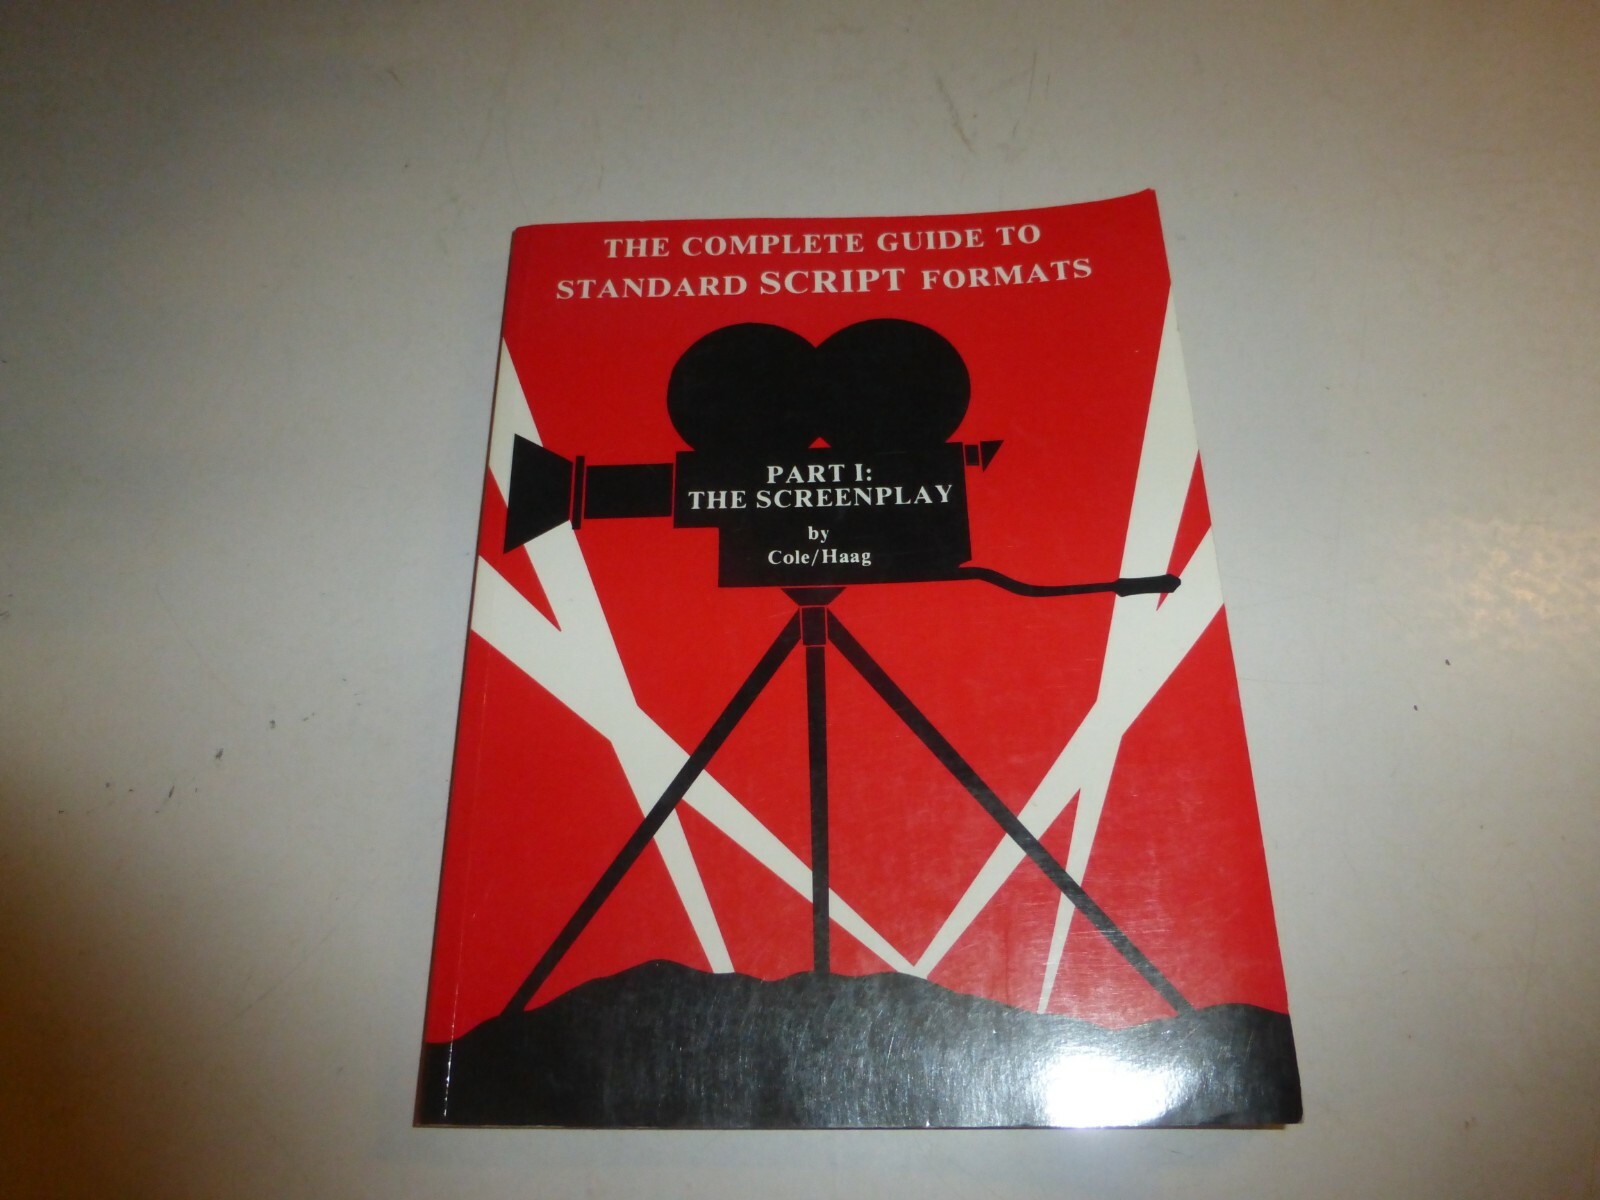 THE COMPLETE GUIDE TO
STANDARD SCRIPT FORMATS
PART I:
THE SCREENPLAY
by
Cole/Haag